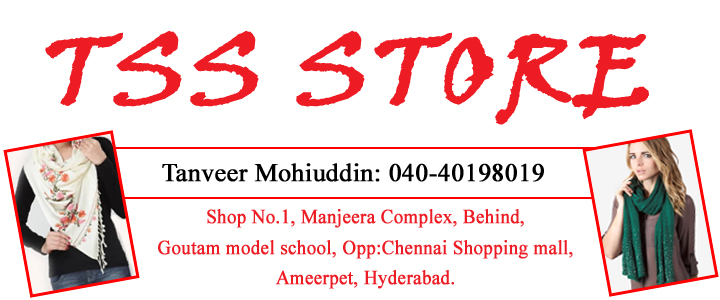 TSS STORE
Tanveer Mohiuddin: 040-40198019
Shop No.1, Manjeera Complex, Behind,
Goutam model school, Opp:Chennai Shopping mall,
Ameerpet, Hyderabad.